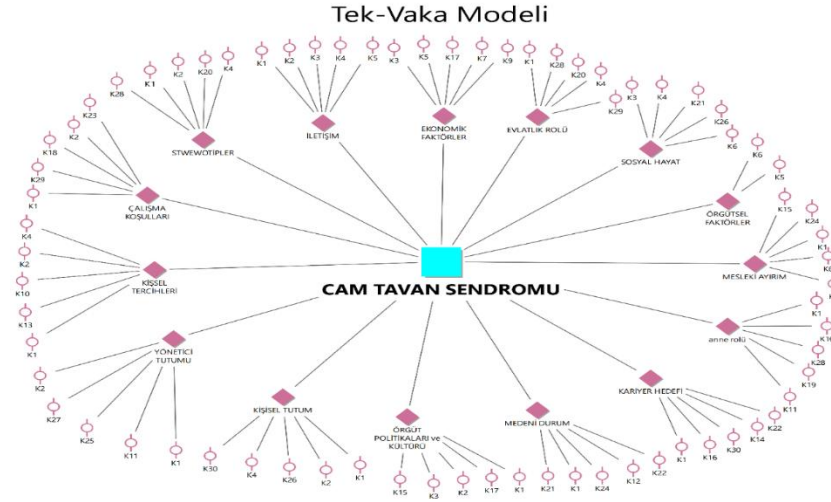 Tek-Vaka Modeli
K28
K1
K2
K20
K4
STWEWOTİPLER
K1
K2
K3
K4
K5
İLETİŞİM
K3
K5
K17
K7
K9
EKONOMİK
FAKTÖRLER
K1
K28
K20
K4
K29
EVLATLIK ROLÜ
K3
K4
K21
K26
K6
SOSYAL HAYAT
K6
K5
ÖRGÜTSEL
FAKTÖRLER
K15
K24
MESLEKİ AYIRIM
K23
K2
K18
K29
K1
ÇALIŞMA
KOŞULLARI
K4
K2
K10
K13
K1
KİŞSEL
TERCİHLERİ
CAM TAVAN SENDROMU
K1
K28
K19
K11
anne rolü
YÖNETİCİ
TUTUMU
K2
K27
K25
K11
K1
KİŞİSEL TUTUM
K30
K4
K26
K2
K1
ÖRGÜT
POLİTİKALARI ve
KÜLTÜRÜ
K15
K3
K2
K17
K1
MEDENİ DURUM
K21
K1
K24
K12
K22
KARİYER HEDEFİ
K1
K16
K30
K14
K22